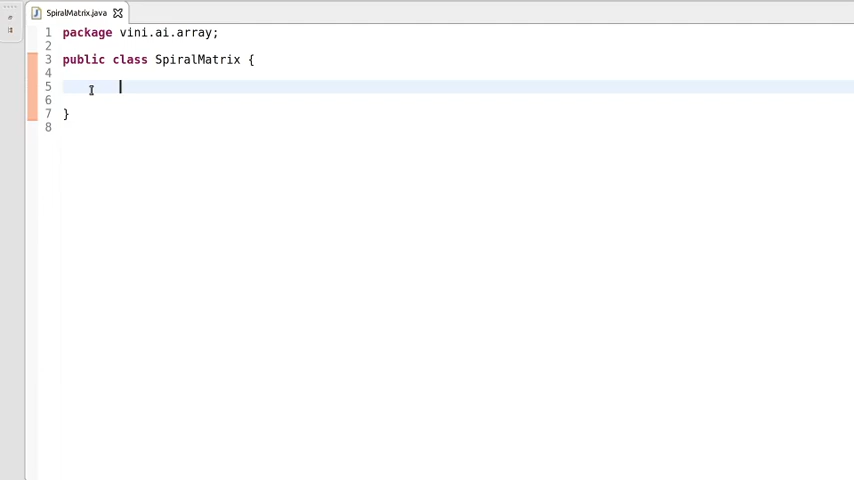 SpiralMatrix.java
1 package vini.ai.array;
2
3 public class SpiralMatrix {
4
5
6
7 }
8